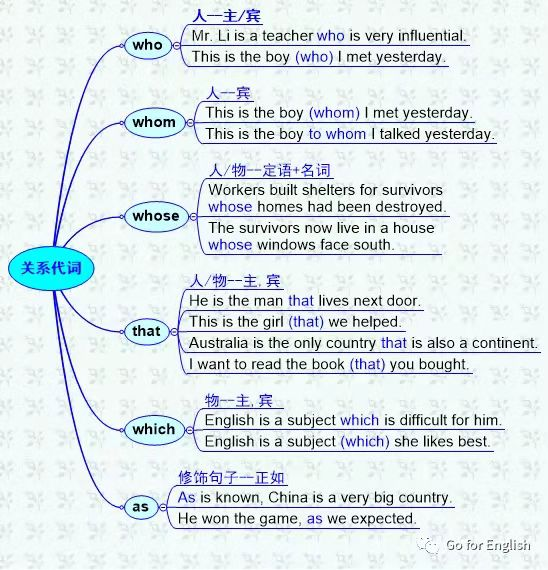 关系代词
who
人--主/宾
Mr. Li is a teacher who is very influential.
This is the boy (who) I met yesterday.
whom
人--宾
This is the boy (whom) I met yesterday.
This is the boy to whom I talked yesterday.
whose
人/物--定语+名词
Workers built shelters for survivors
whose homes had been destroyed.
The survivors now live in a house
whose windows face south.
that
人/物--主, 宾
He is the man that lives next door.
This is the girl (that) we helped.
Australia is the only country that is also a continent.
I want to read the book (that) you bought.
which
物--主, 宾
English is a subject which is difficult for him.
English is a subject (which) she likes best.
as
修饰句子--正如
As is known, China is a very big country.
He won the game, as we expected.
Go for English